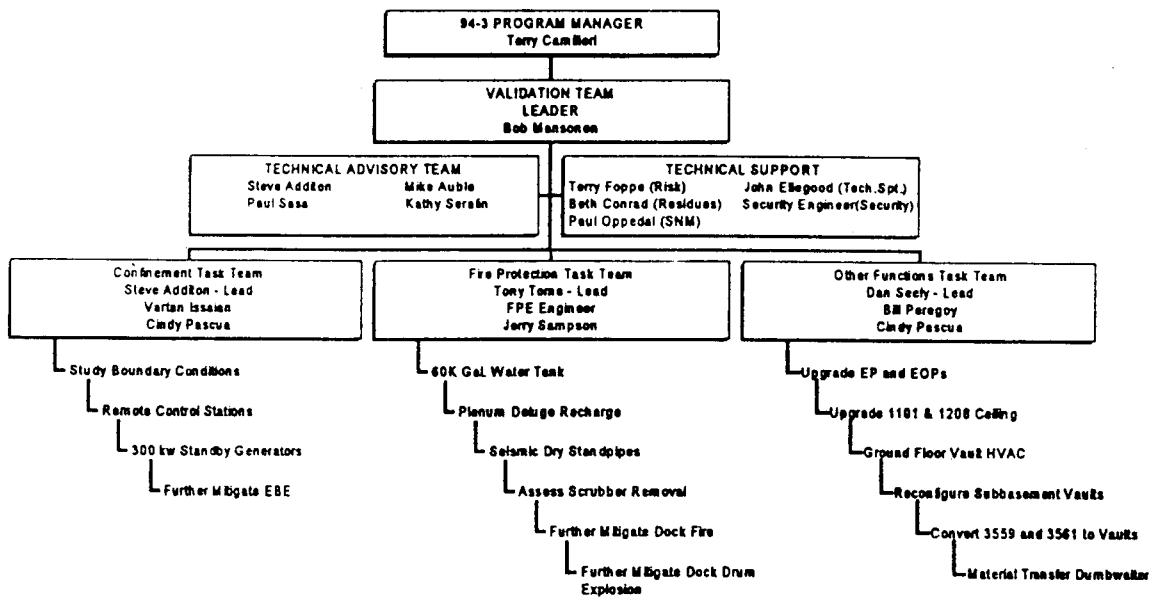 94-3 PROGRAM MANAGER
Terry Camilleri
VALIDATION TEAM
LEADER
Bob Mansonen
TECHNICAL ADVISORY TEAM
Steve Additon Mike Auble
Paul Sasa Kathy Serafin
TECHNICAL SUPPORT
Terry Foppe (Risk) John Ellegood (Tech.Spt.)
Beth Conrad (Residues) Security Engineer(Security)
Paul Oppedal (SNM)
Confinement Task Team
Steve Additon - Lead
Vartan Issaian
Cindy Pascua
Fire Protection Task Team
Tony Toma - Lead
FPE Engineer
Jerry Sampson
Other Functions Task Team
Dan Seely - Lead
Bill Peregoy
Cindy Pascua
Study Boundary Conditions
Remote Control Stations
300 kw Standby Generators
Further Mitigate EBE
60K Gal. Water Tank
Plenum Deluge Recharge
Seismic Dry Standpipes
Assess Scrubber Removal
Further Mitigate Dock Fire
Further Mitigate Dock Drum
Explosion
Upgrade EP and EOPs
Upgrade 1101 & 1208 Ceiling
Ground Floor Vault HVAC
Reconfigure Subbasement Vaults
Convert 3559 and 3561 to Vaults
Material Transfer Dumbwaiter